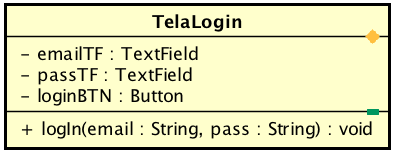 TelaLogin
- emailTF : TextField
- passTF : TextField
- loginBTN : Button
+ logIn(email : String, pass : String) : void